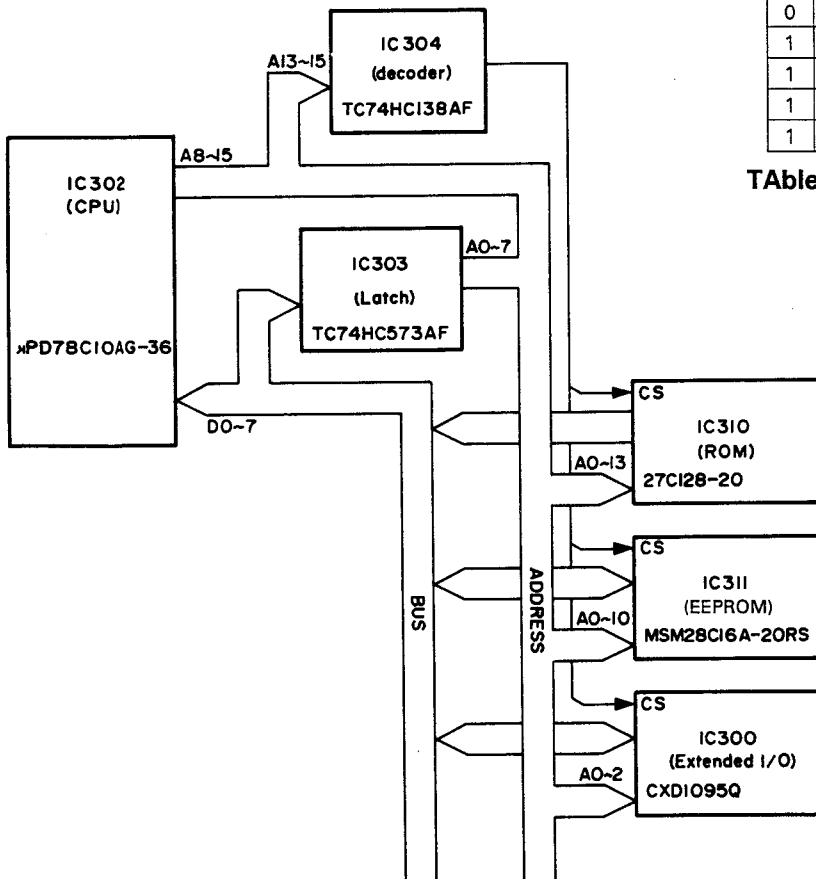 0
1
1
1
1
TAble
IC304
(decoder)
TC74HC138AF
A13~15
A8~15
IC302
(CPU)
μPD78C10AG-36
IC303
(Latch)
TC74HC573AF
A0~7
D0~7
CS
IC310
(ROM)
27C128-20
A0~13
CS
IC311
(EEPROM)
MSM28C16A-20RS
A0~10
BUS
ADDRESS
CS
IC300
(Extended I/O)
CXD1095Q
A0~2